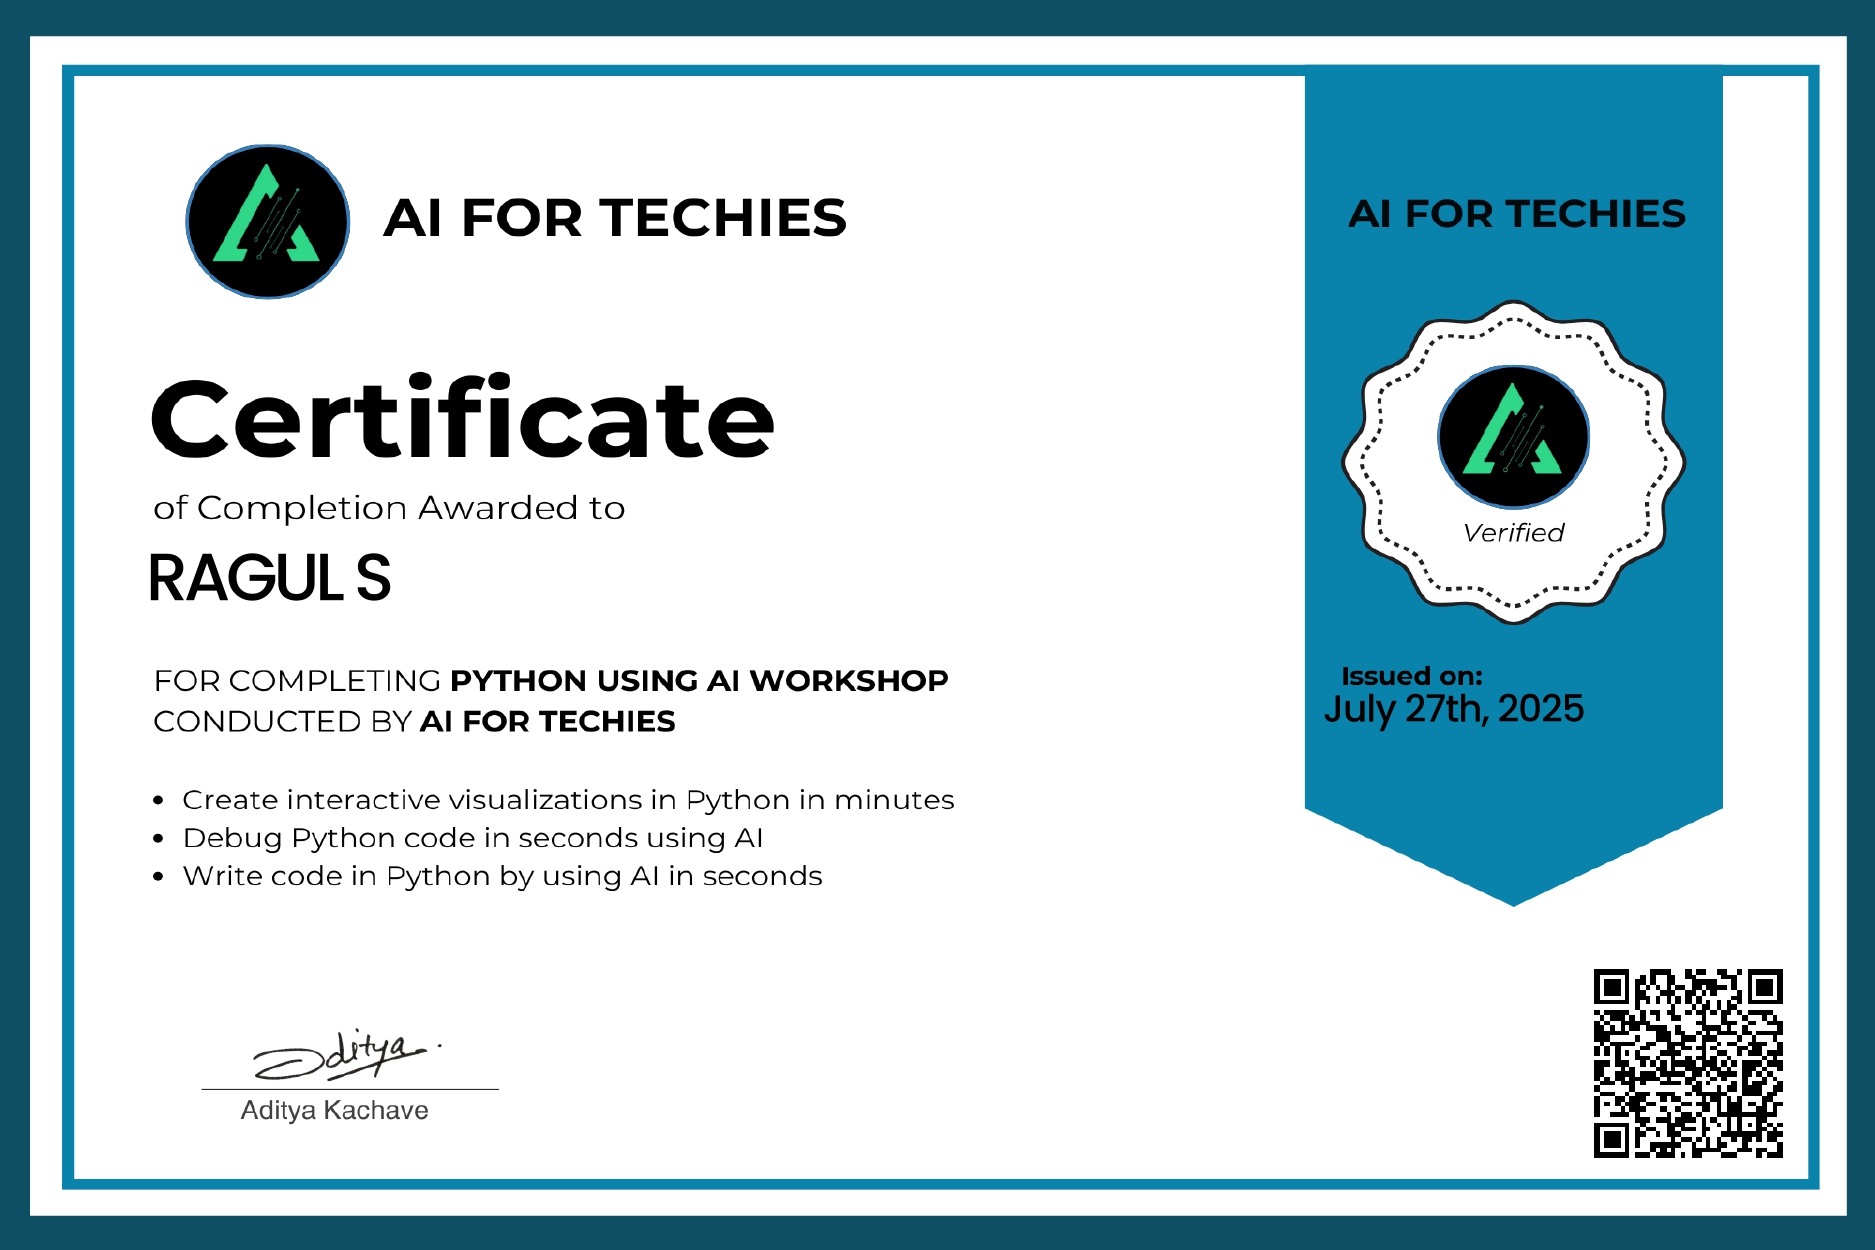 AI FOR TECHIES
Certificate
of Completion Awarded to
RAGUL S
FOR COMPLETING PYTHON USING AI WORKSHOP
CONDUCTED BY AI FOR TECHIES
• Create interactive visualizations in Python in minutes
• Debug Python code in seconds using AI
• Write code in Python by using AI in seconds
Aditya.
Aditya Kachave
AI FOR TECHIES
Verified
Issued on:
July 27th, 2025